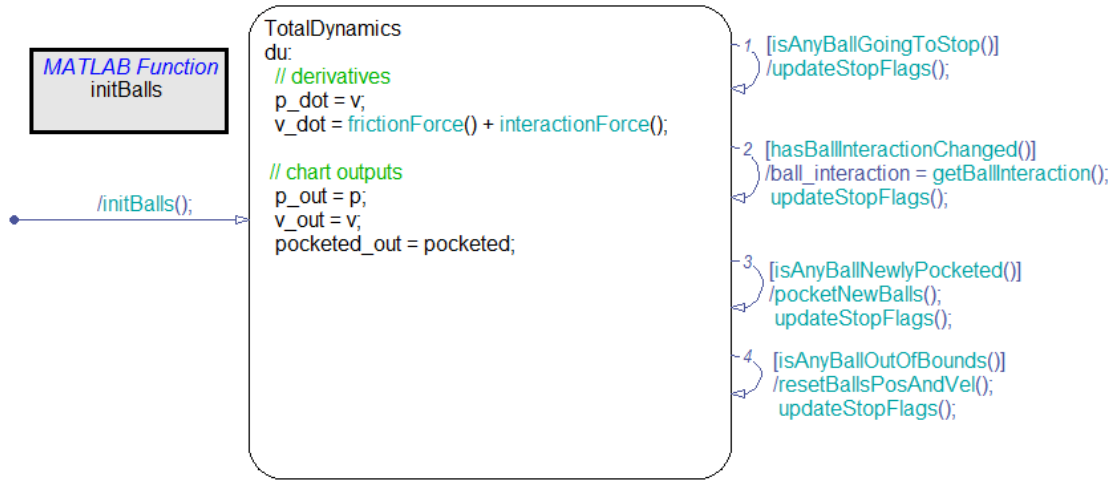 MATLAB Function
initBalls
/initBalls();
TotalDynamics
du:
// derivatives
p_dot = v;
v_dot = frictionForce() + interactionForce();
// chart outputs
p_out = p;
v_out = v;
pocketed_out = pocketed;
1
[isAnyBallGoingToStop()]
/updateStopFlags();
2
[hasBallInteractionChanged()]
/ball_interaction = getBallInteraction();
updateStopFlags();
3
[isAnyBallNewlyPocketed()]
/pocketNewBalls();
updateStopFlags();
4
[isAnyBallOutOfBounds()]
/resetBallsPosAndVel();
updateStopFlags();